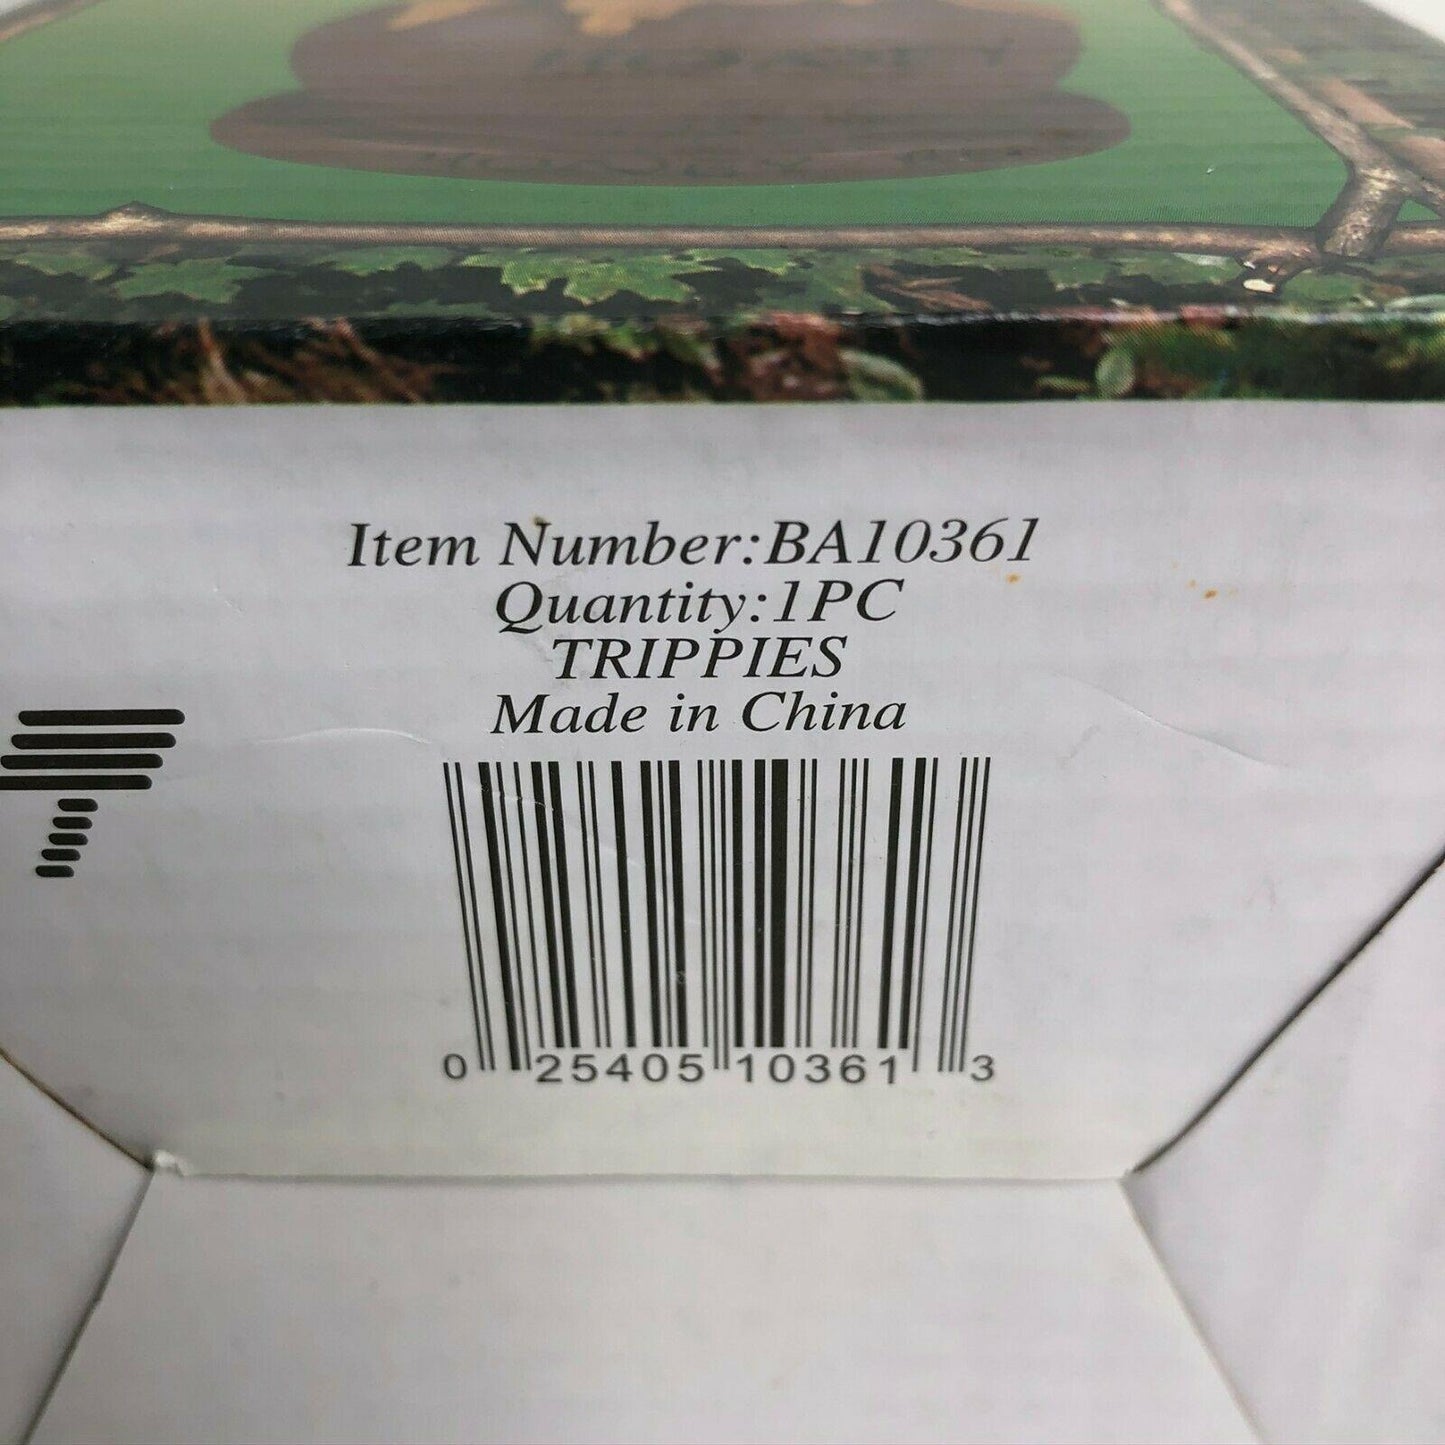 Item Number:BA10361
Quantity:1PC
TRIPPIES
Made in China
0 25405 10361 3